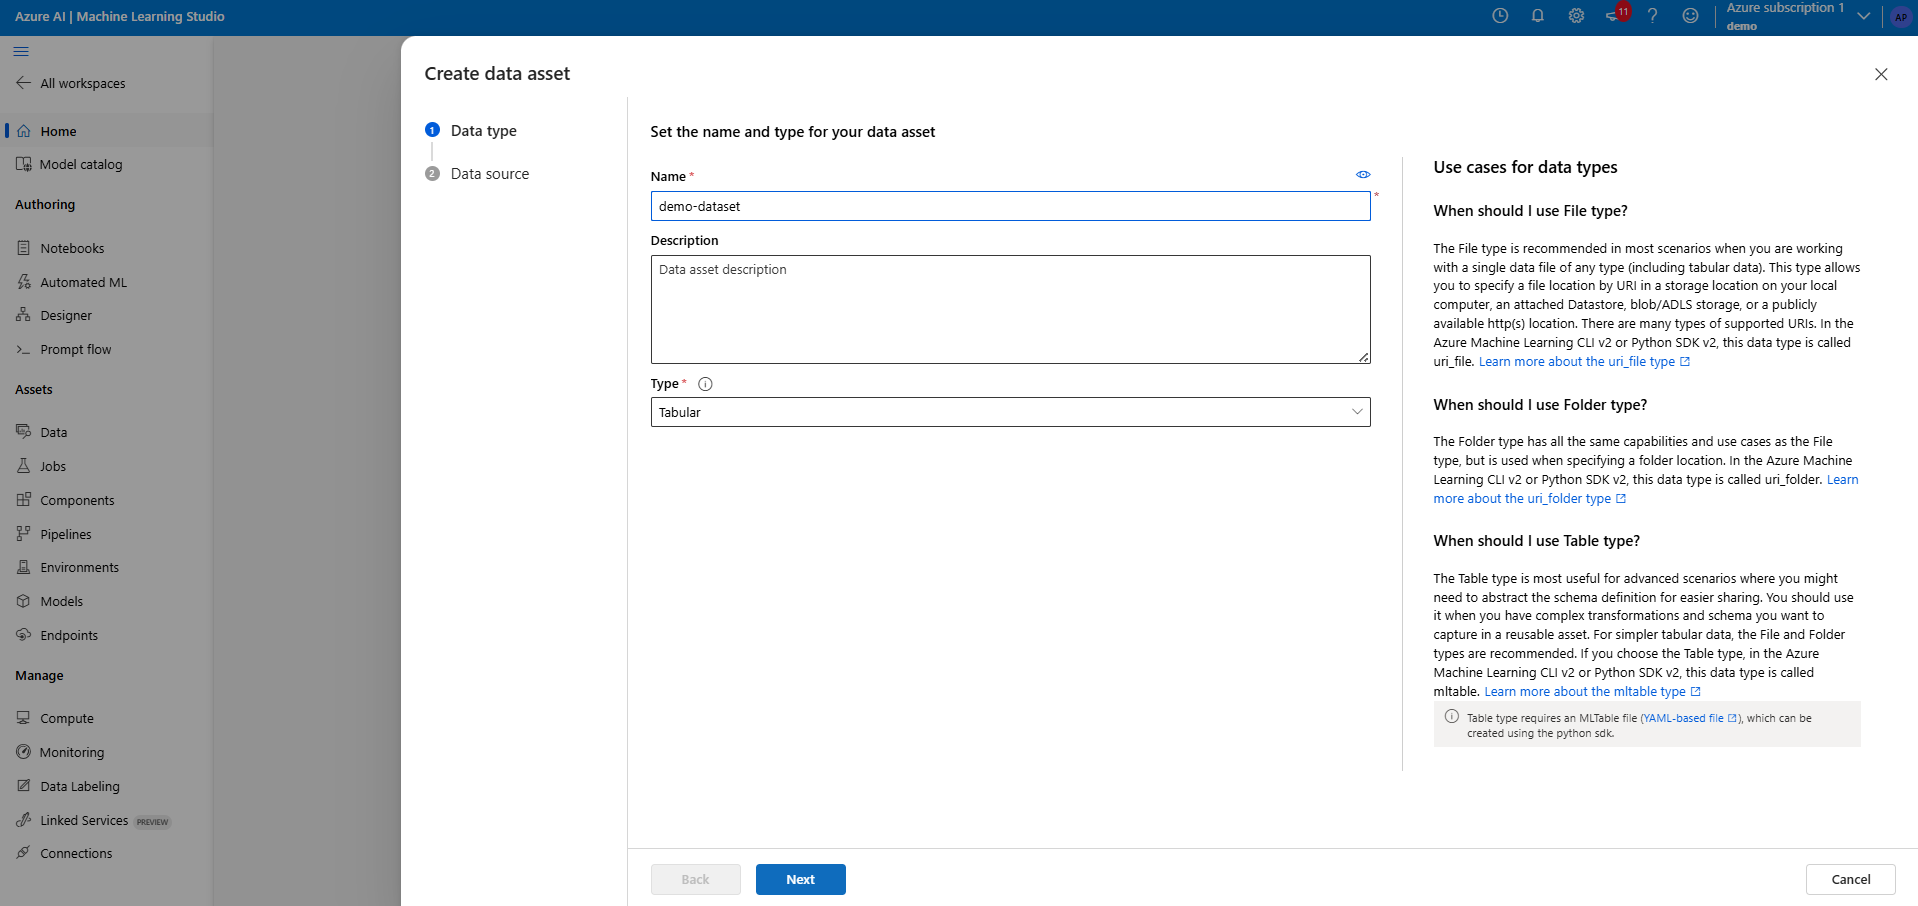 Azure AI | Machine Learning Studio
11
Azure subscription 1
demo
AP
All workspaces
Home
Model catalog
Authoring
Notebooks
Automated ML
Designer
Prompt flow
Assets
Data
Jobs
Components
Pipelines
Environments
Models
Endpoints
Manage
Compute
Monitoring
Data Labeling
Linked Services PREVIEW
Connections
Create data asset
1 Data type
2 Data source
Set the name and type for your data asset
Name *
demo-dataset
*
Description
Data asset description
Type *
Tabular
Use cases for data types
When should I use File type?
The File type is recommended in most scenarios when you are working
with a single data file of any type (including tabular data). This type allows
you to specify a file location by URI in a storage location on your local
computer, an attached Datastore, blob/ADLS storage, or a publicly
available http(s) location. There are many types of supported URIs. In the
Azure Machine Learning CLI v2 or Python SDK v2, this data type is called
uri_file. Learn more about the uri_file type
When should I use Folder type?
The Folder type has all the same capabilities and use cases as the File
type, but is used when specifying a folder location. In the Azure Machine
Learning CLI v2 or Python SDK v2, this data type is called uri_folder. Learn
more about the uri_folder type
When should I use Table type?
The Table type is most useful for advanced scenarios where you might
need to abstract the schema definition for easier sharing. You should use
it when you have complex transformations and schema you want to
capture in a reusable asset. For simpler tabular data, the File and Folder
types are recommended. If you choose the Table type, in the Azure
Machine Learning CLI v2 or Python SDK v2, this data type is called
mltable. Learn more about the mltable type
Table type requires an MLTable file (YAML-based file), which can be
created using the python sdk.
Back
Next
Cancel